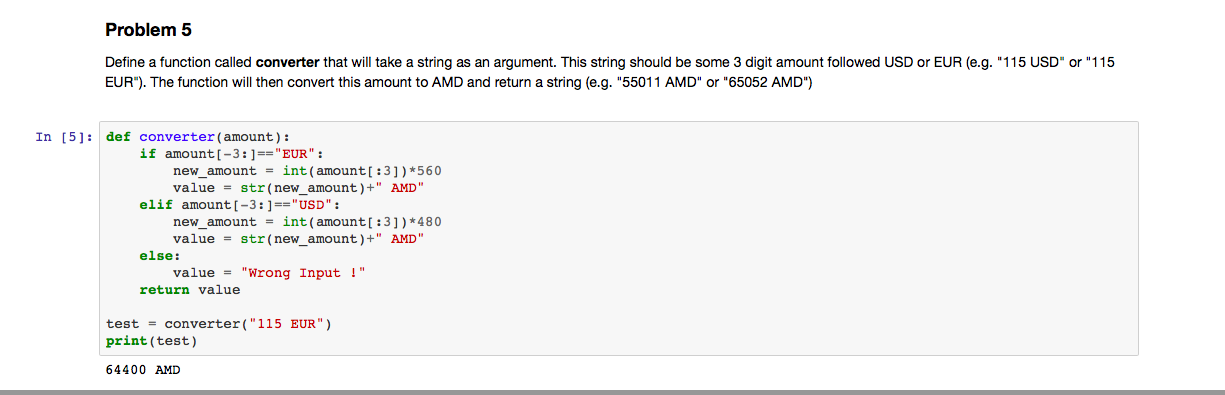 Problem 5
Define a function called converter that will take a string as an argument. This string should be some 3 digit amount followed USD or EUR (e.g. "115 USD" or "115
EUR"). The function will then convert this amount to AMD and return a string (e.g. "55011 AMD" or "65052 AMD")
In [5]: def converter(amount):
    if amount[-3:]=="EUR":
        new_amount = int(amount[:3])*560
        value = str(new_amount)+" AMD"
    elif amount[-3:]=="USD":
        new_amount = int(amount[:3])*480
        value = str(new_amount)+" AMD"
    else:
        value = "Wrong Input !"
    return value
test = converter("115 EUR")
print(test)
64400 AMD